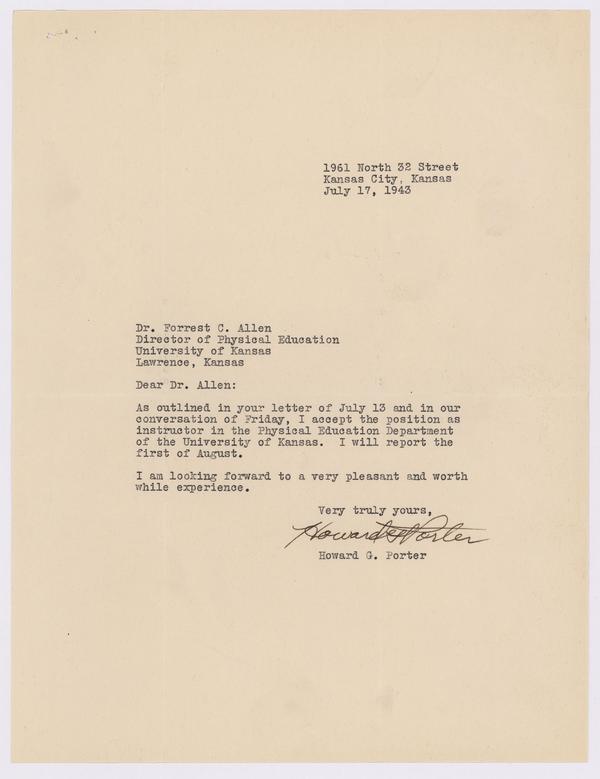 1961 North 32 Street
Kansas City, Kansas
July 17, 1943
Dr. Forrest C. Allen
Director of Physical Education
University of Kansas
Lawrence, Kansas
Dear Dr. Allen:
As outlined in your letter of July 13 and in our
conversation of Friday, I accept the position as
instructor in the Physical Education Department
of the University of Kansas.  I will report the
first of August.
I am looking forward to a very pleasant and worth
while experience.
Very truly yours,
Howard G Porter
Howard G. Porter